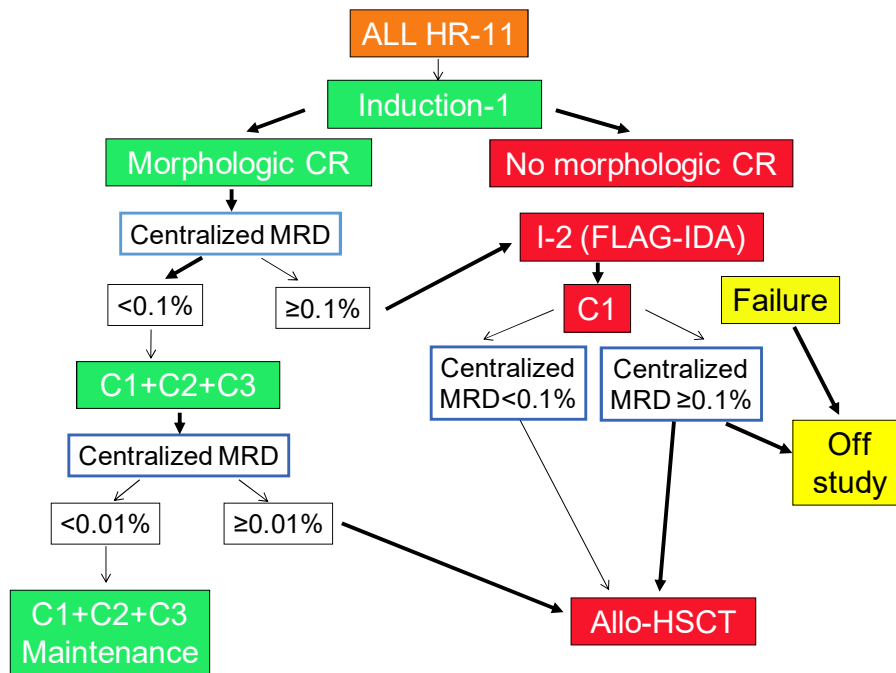 ALL HR-11
Induction-1
Morphologic CR
No morphologic CR
Centralized MRD
I-2 (FLAG-IDA)
<0.1%
≥0.1%
C1
Failure
C1+C2+C3
Centralized
MRD<0.1%
Centralized
MRD ≥0.1%
Centralized MRD
Off
study
<0.01%
≥0.01%
C1+C2+C3
Maintenance
Allo-HSCT